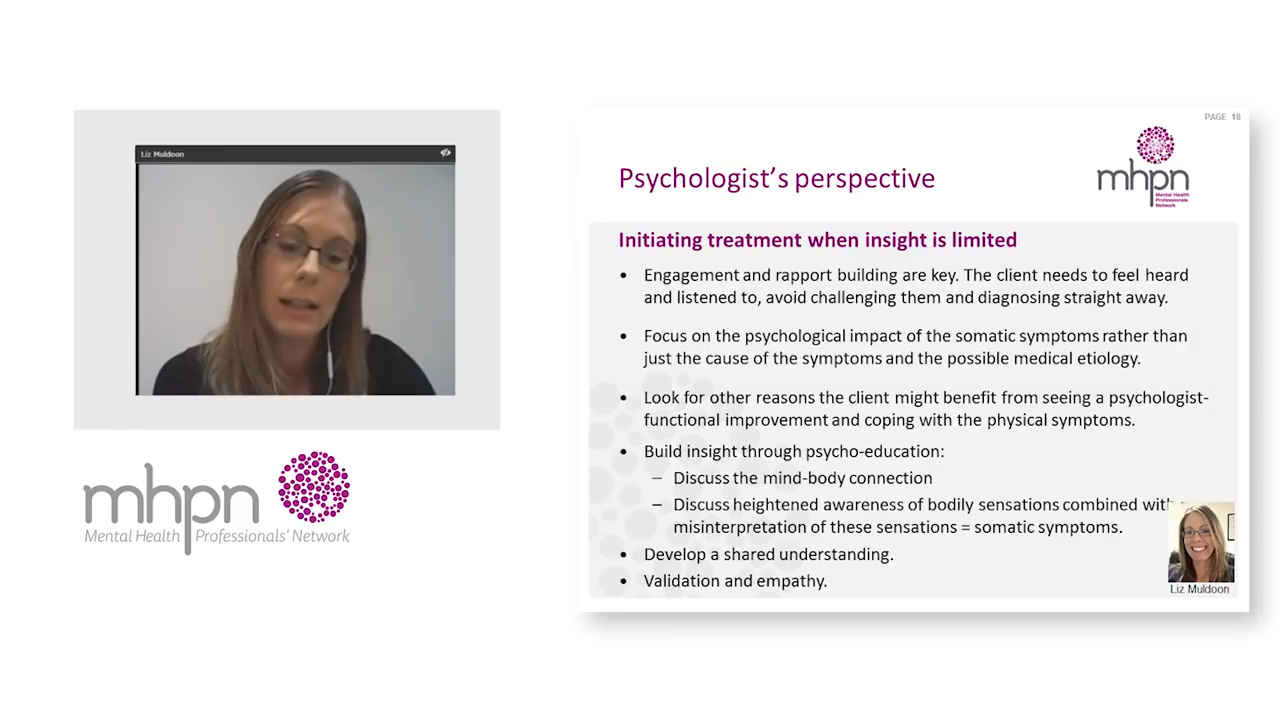 Liz Muldoon
mhpn
Mental Health Professionals' Network
PAGE 18
mhpn
Mental Health
Professionals
Network
Psychologist's perspective
Initiating treatment when insight is limited
• Engagement and rapport building are key. The client needs to feel heard
and listened to, avoid challenging them and diagnosing straight away.
• Focus on the psychological impact of the somatic symptoms rather than
just the cause of the symptoms and the possible medical etiology.
• Look for other reasons the client might benefit from seeing a psychologist-
functional improvement and coping with the physical symptoms.
• Build insight through psycho-education:
– Discuss the mind-body connection
– Discuss heightened awareness of bodily sensations combined with
misinterpretation of these sensations = somatic symptoms.
• Develop a shared understanding.
• Validation and empathy.
Liz Muldoon